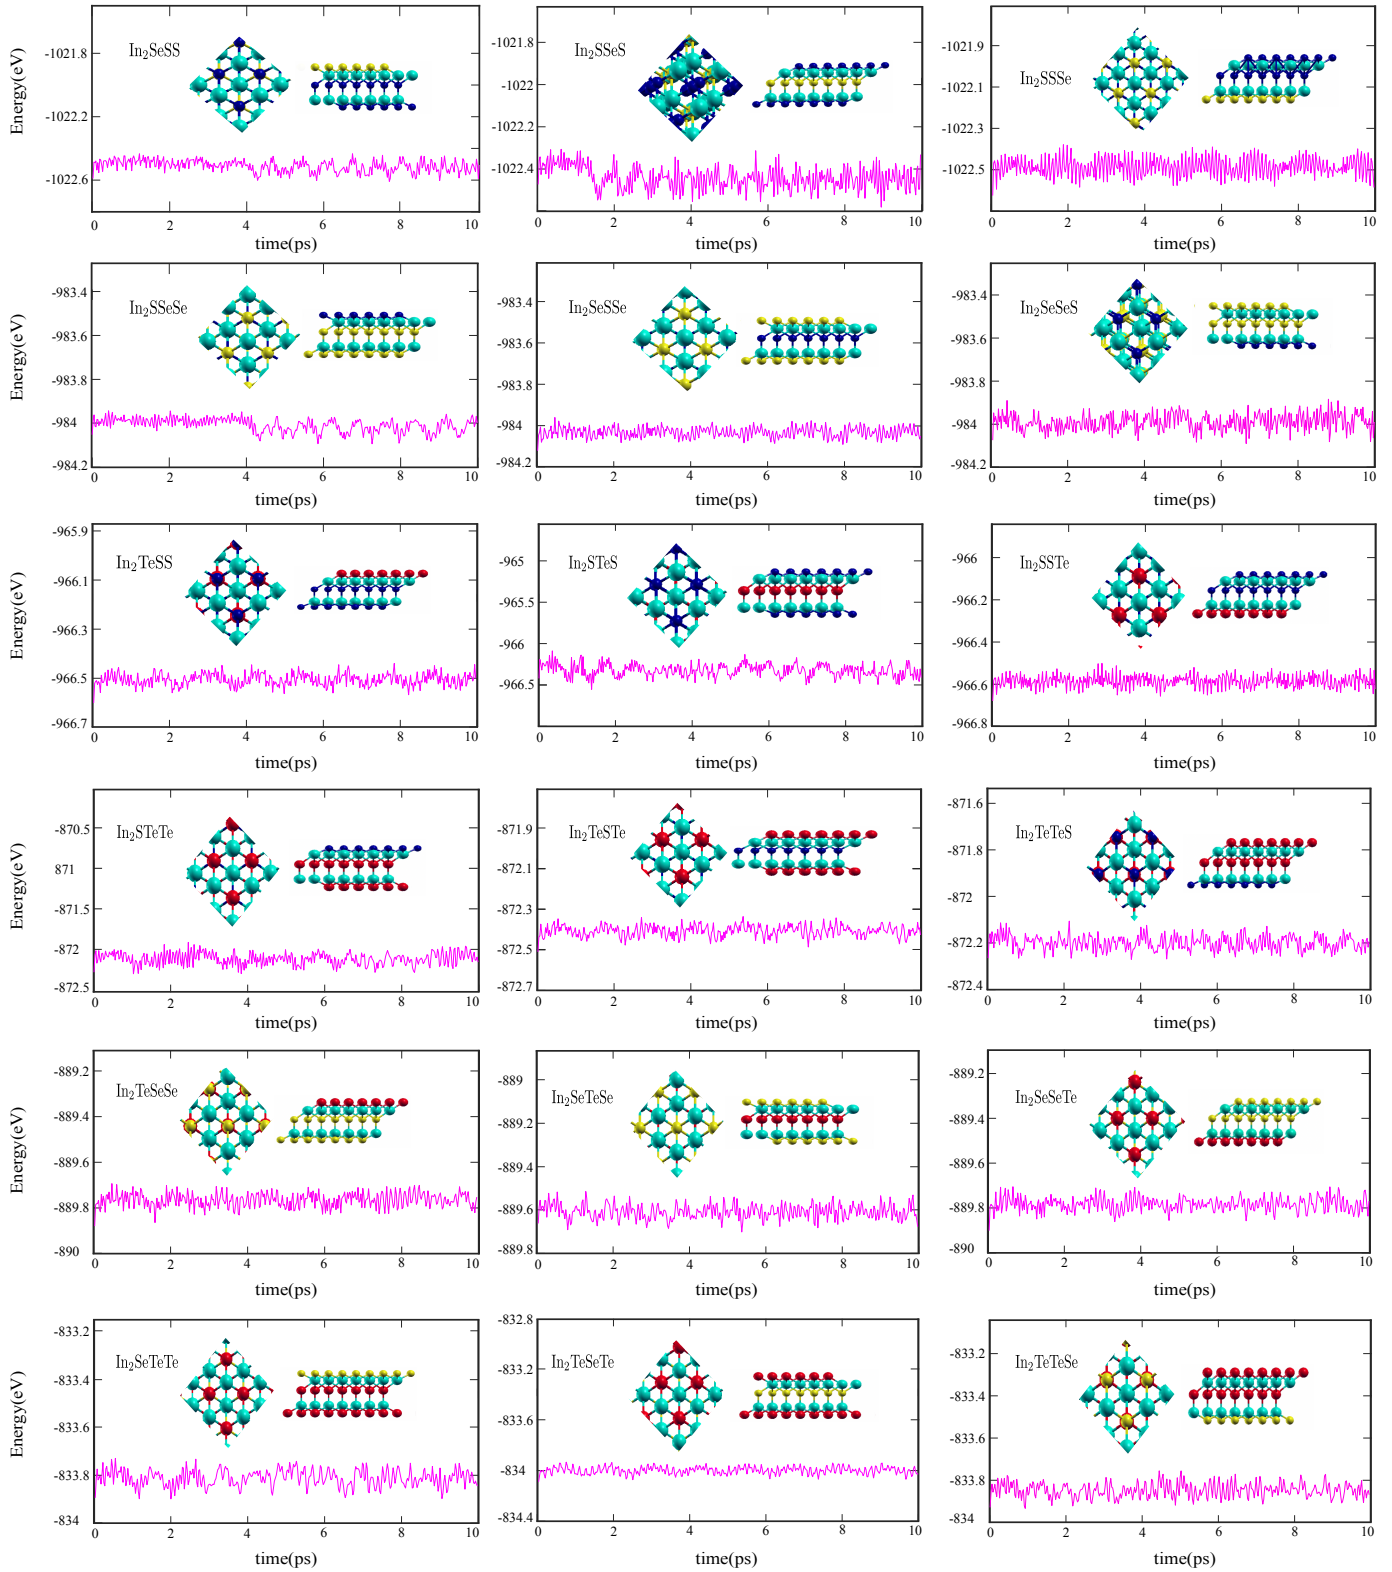 Energy(eV)
-1021.8
-1022.2
-1022.6
In₂SeSS
0 2 4 6 8 10
time(ps)
-1021.8
-1022
-1022.2
-1022.4
In₂SSeS
0 2 4 6 8 10
time(ps)
-1021.9
-1022.1
-1022.3
-1022.5
In₂SSSe
0 2 4 6 8 10
time(ps)
Energy(eV)
-983.4
-983.6
-983.8
-984
-984.2
In₂SSeSe
0 2 4 6 8 10
time(ps)
-983.4
-983.6
-983.8
-984
-984.2
In₂SeSSe
0 2 4 6 8 10
time(ps)
-983.4
-983.6
-983.8
-984
-984.2
In₂SeSeS
0 2 4 6 8 10
time(ps)
Energy(eV)
-965.9
-966.1
-966.3
-966.5
-966.7
In₂TeSS
0 2 4 6 8 10
time(ps)
-965
-965.5
-966
-966.5
In₂STeS
0 2 4 6 8 10
time(ps)
-966
-966.2
-966.4
-966.6
-966.8
In₂SSTe
0 2 4 6 8 10
time(ps)
Energy(eV)
-870.5
871
-871.5
-872
-872.5
In₂STeTe
0 2 4 6 8 10
time(ps)
-871.9
-872.1
-872.3
-872.5
-872.7
In₂TeSTe
0 2 4 6 8 10
time(ps)
-871.6
-871.8
-872
-872.2
-872.4
In₂TeTeS
0 2 4 6 8 10
time(ps)
Energy(eV)
-889.2
-889.4
-889.6
-889.8
-890
In₂TeSeSe
0 2 4 6 8 10
time(ps)
-889
-889.2
-889.4
-889.6
-889.8
In₂SeTeSe
0 2 4 6 8 10
time(ps)
-889.2
-889.4
-889.6
-889.8
-890
In₂SeSeTe
0 2 4 6 8 10
time(ps)
Energy(eV)
-833.2
-833.4
-833.6
-833.8
-834
In₂SeTeTe
0 2 4 6 8 10
time(ps)
-832.8
-833.2
-833.6
-834
-834.4
In₂TeSeTe
0 2 4 6 8 10
time(ps)
-833.2
-833.4
-833.6
-833.8
-834
In₂TeTeSe
0 2 4 6 8 10
time(ps)